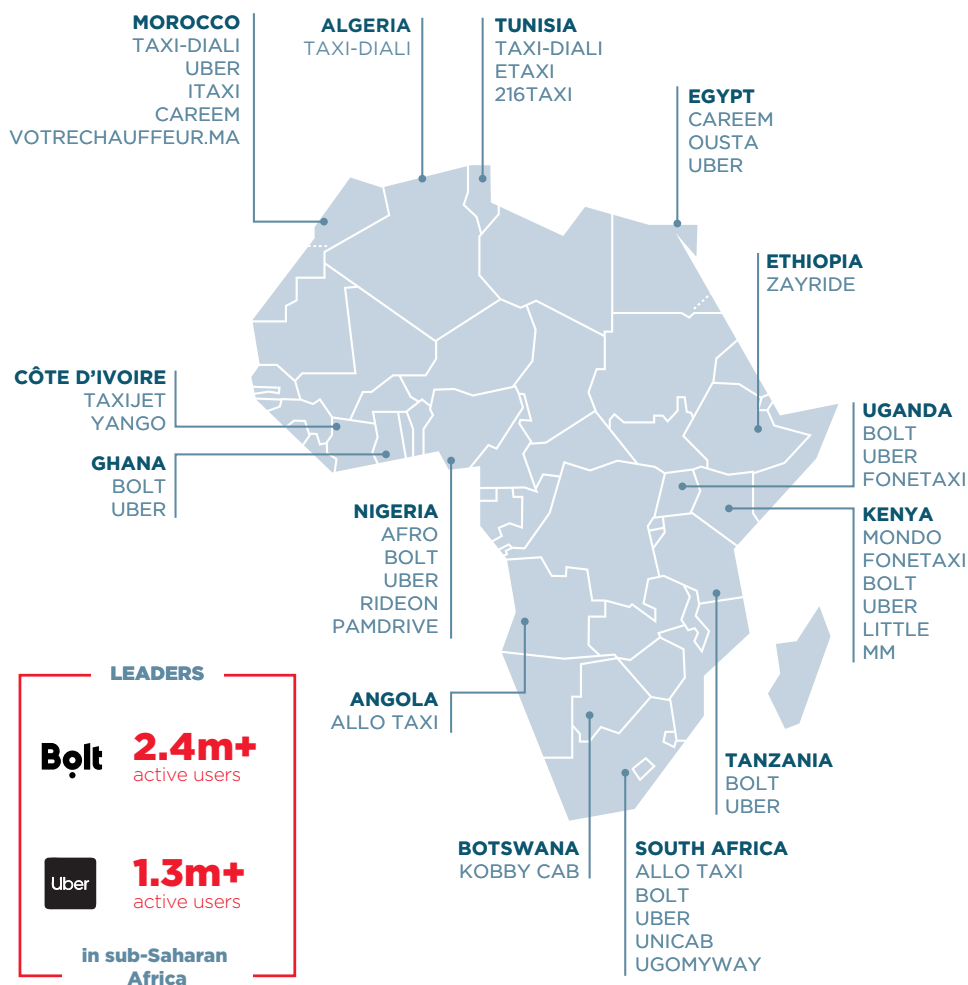 MOROCCO
TAXI-DIALI
UBER
ITAXI
CAREEM
VOTRECHAUFFEUR.MA
ALGERIA
TAXI-DIALI
TUNISIA
TAXI-DIALI
ETAXI
216TAXI
EGYPT
CAREEM
OUSTA
UBER
ETHIOPIA
ZAYRIDE
CÔTE D'IVOIRE
TAXIJET
YANGO
GHANA
BOLT
UBER
NIGERIA
AFRO
BOLT
UBER
RIDEON
PAMDRIVE
UGANDA
BOLT
UBER
FONETAXI
KENYA
MONDO
FONETAXI
BOLT
UBER
LITTLE
MM
ANGOLA
ALLO TAXI
TANZANIA
BOLT
UBER
BOTSWANA
KOBBY CAB
SOUTH AFRICA
ALLO TAXI
BOLT
UBER
UNICAB
UGOMYWAY
LEADERS
Bolt
2.4m+
active users
Uber
1.3m+
active users
in sub-Saharan
Africa